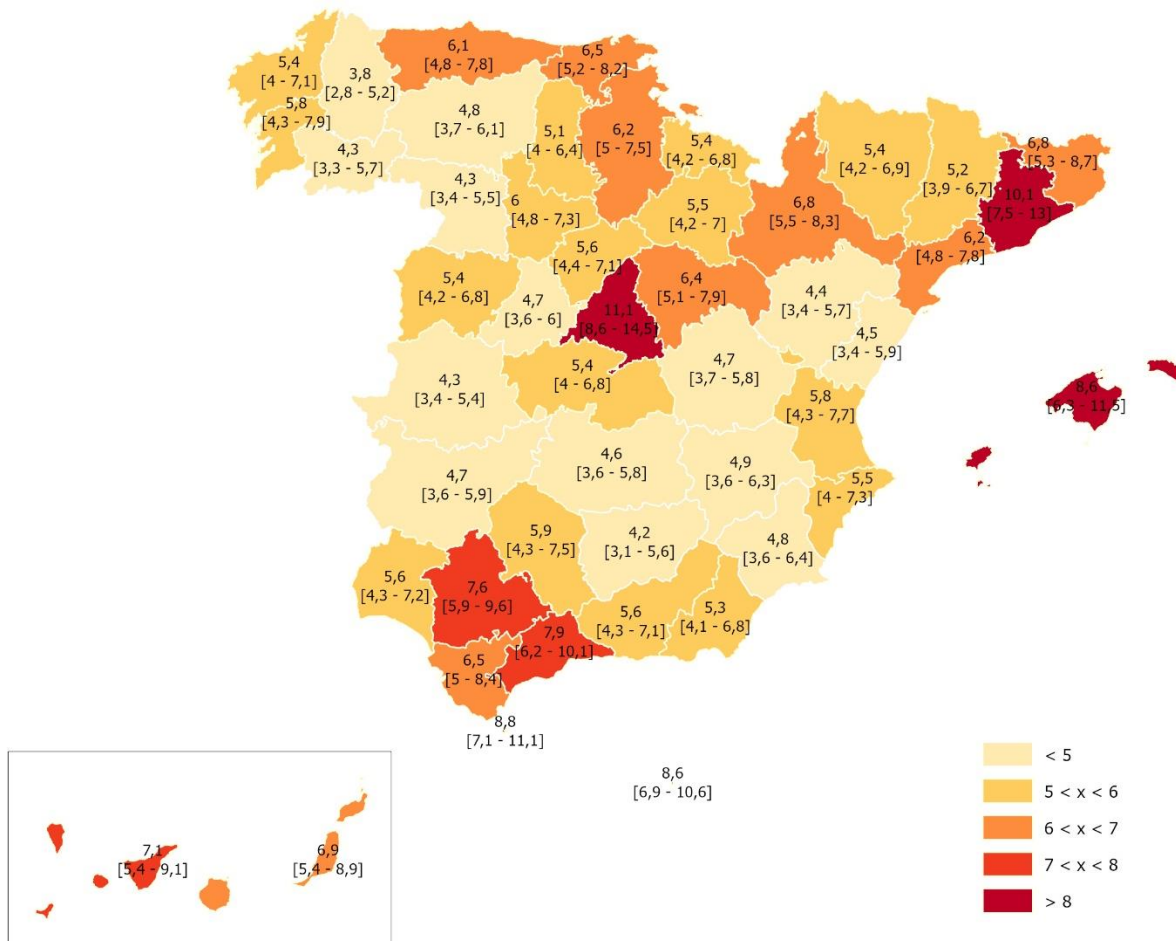 6,1
[4,8 - 7,8]
6,5
[5,2 - 8,2]
5,4
[4 - 7,1]
3,8
[2,8 - 5,2]
5,8
[4,3 - 7,9]
4,8
[3,7 - 6,1]
5,1
[4 - 6,4]
6,2
[5 - 7,5]
5,4
[4,2 - 6,8]
5,4
[4,2 - 6,9]
5,2
[3,9 - 6,7]
6,8
[5,3 - 8,7]
4,3
[3,3 - 5,7]
4,3
[3,4 - 5,5]
6
[4,8 - 7,3]
5,5
[4,2 - 7]
6,8
[5,5 - 8,3]
10,1
[7,5 - 13]
6,2
[4,8 - 7,8]
5,6
[4,4 - 7,1]
5,4
[4,2 - 6,8]
4,7
[3,6 - 6]
11,1
[8,6 - 14,5]
6,4
[5,1 - 7,9]
4,4
[3,4 - 5,7]
4,5
[3,4 - 5,9]
4,3
[3,4 - 5,4]
5,4
[4 - 6,8]
4,7
[3,7 - 5,8]
5,8
[4,3 - 7,7]
8,6
[6,3 - 11,5]
4,7
[3,6 - 5,9]
4,6
[3,6 - 5,8]
4,9
[3,6 - 6,3]
5,5
[4 - 7,3]
5,9
[4,3 - 7,5]
4,2
[3,1 - 5,6]
4,8
[3,6 - 6,4]
5,6
[4,3 - 7,2]
7,6
[5,9 - 9,6]
5,6
[4,3 - 7,1]
5,3
[4,1 - 6,8]
7,9
[6,2 - 10,1]
6,5
[5 - 8,4]
8,8
[7,1 - 11,1]
8,6
[6,9 - 10,6]
7,1
[5,4 - 9,1]
6,9
[5,4 - 8,9]
< 5
5 < x < 6
6 < x < 7
7 < x < 8
> 8